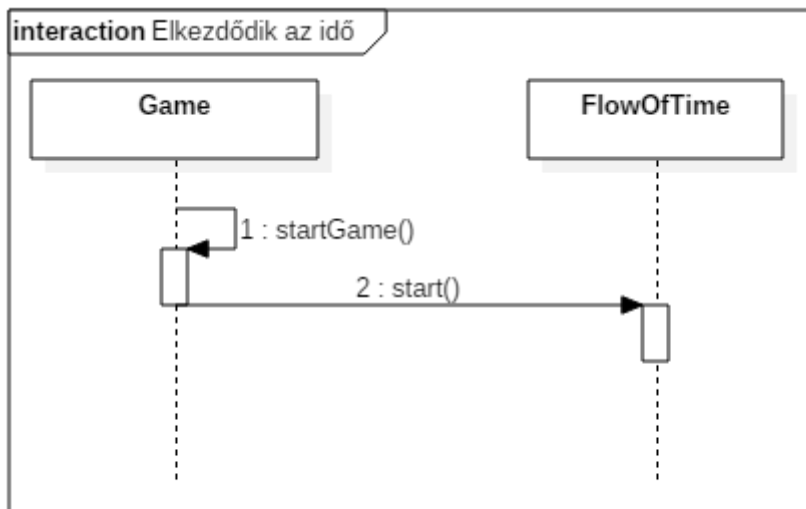 interaction Elkezdődik az idő
Game
FlowOfTime
1 : startGame()
2 : start()